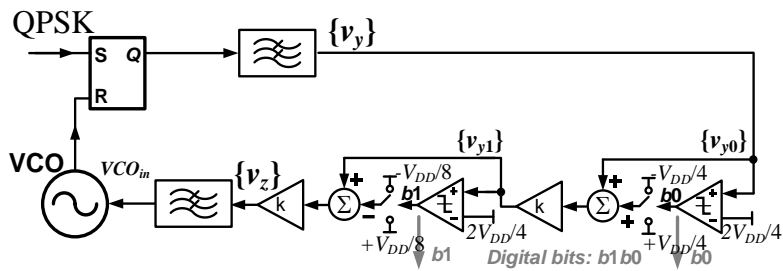 QPSK
S
Q
R
{v_y}
VCO
VCO_in
{v_z}
k
Σ
+
−
-V_DD/8
b1
+V_DD/8
+
−
2V_DD/4
b1
{v_y1}
k
Σ
+
+
-V_DD/4
b0
+V_DD/4
{v_y0}
+
−
2V_DD/4
Digital bits: b1b0
b0